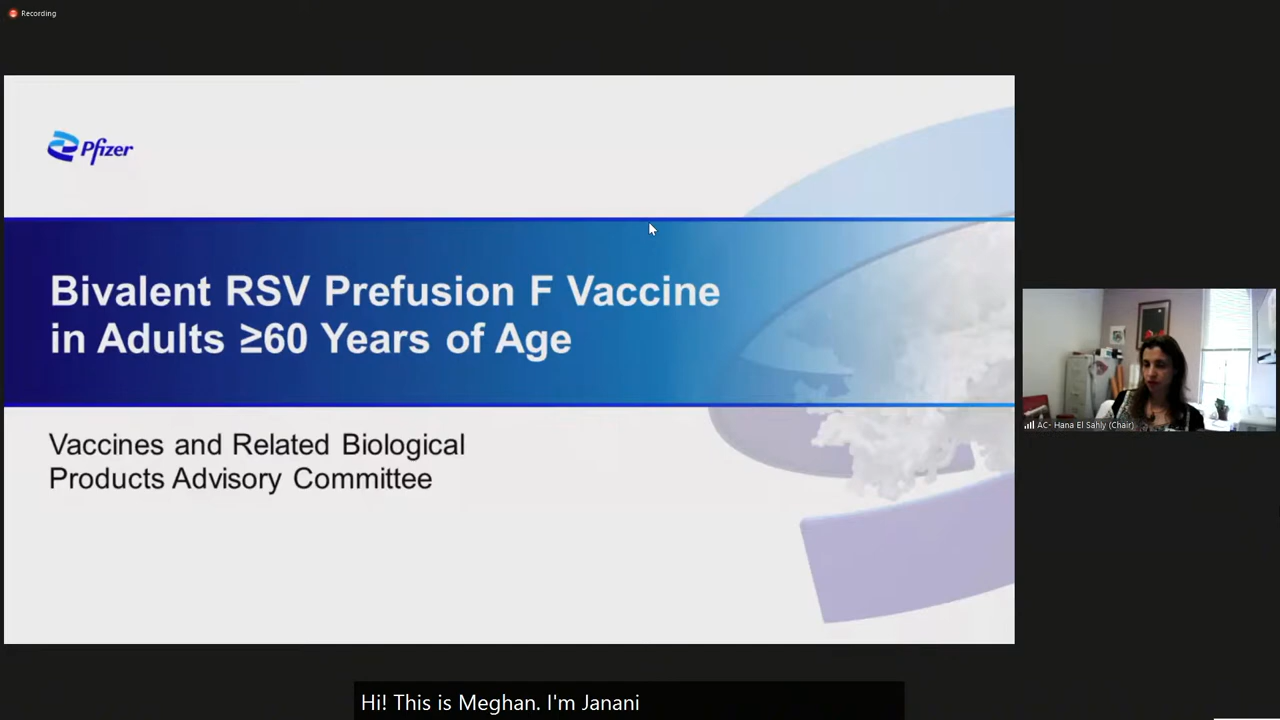 Recording
Pfizer
Bivalent RSV Prefusion F Vaccine
in Adults ≥60 Years of Age
Vaccines and Related Biological
Products Advisory Committee
AC- Hana El Sahly (Chair)
Hi! This is Meghan. I'm Janani